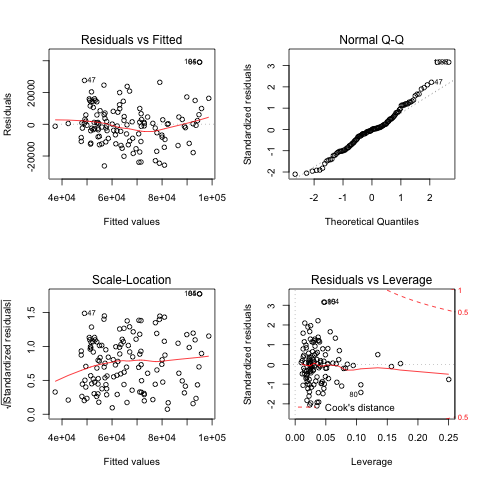 Residuals vs Fitted
Residuals
-20000 0 20000
47
4e+04 6e+04 8e+04 1e+05
Fitted values
Normal Q-Q
Standardized residuals
-2 -1 0 1 2 3
47
-2 -1 0 1 2
Theoretical Quantiles
Scale-Location
√|Standardized residuals|
0.0 0.5 1.0 1.5
47
4e+04 6e+04 8e+04 1e+05
Fitted values
Residuals vs Leverage
Standardized residuals
-2 -1 0 1 2 3
80
Cook's distance
1
0.5
0.5
0.00 0.05 0.10 0.15 0.20 0.25
Leverage